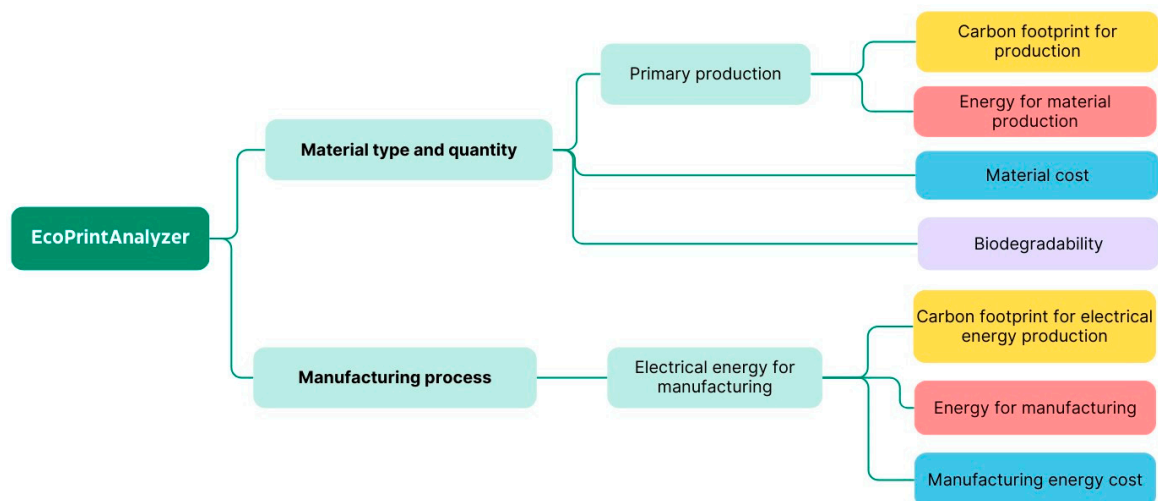 Carbon footprint for
production
Primary production
Energy for material
production
Material type and quantity
Material cost
EcoPrintAnalyzer
Biodegradability
Carbon footprint for electrical
energy production
Manufacturing process
Electrical energy for
manufacturing
Energy for manufacturing
Manufacturing energy cost